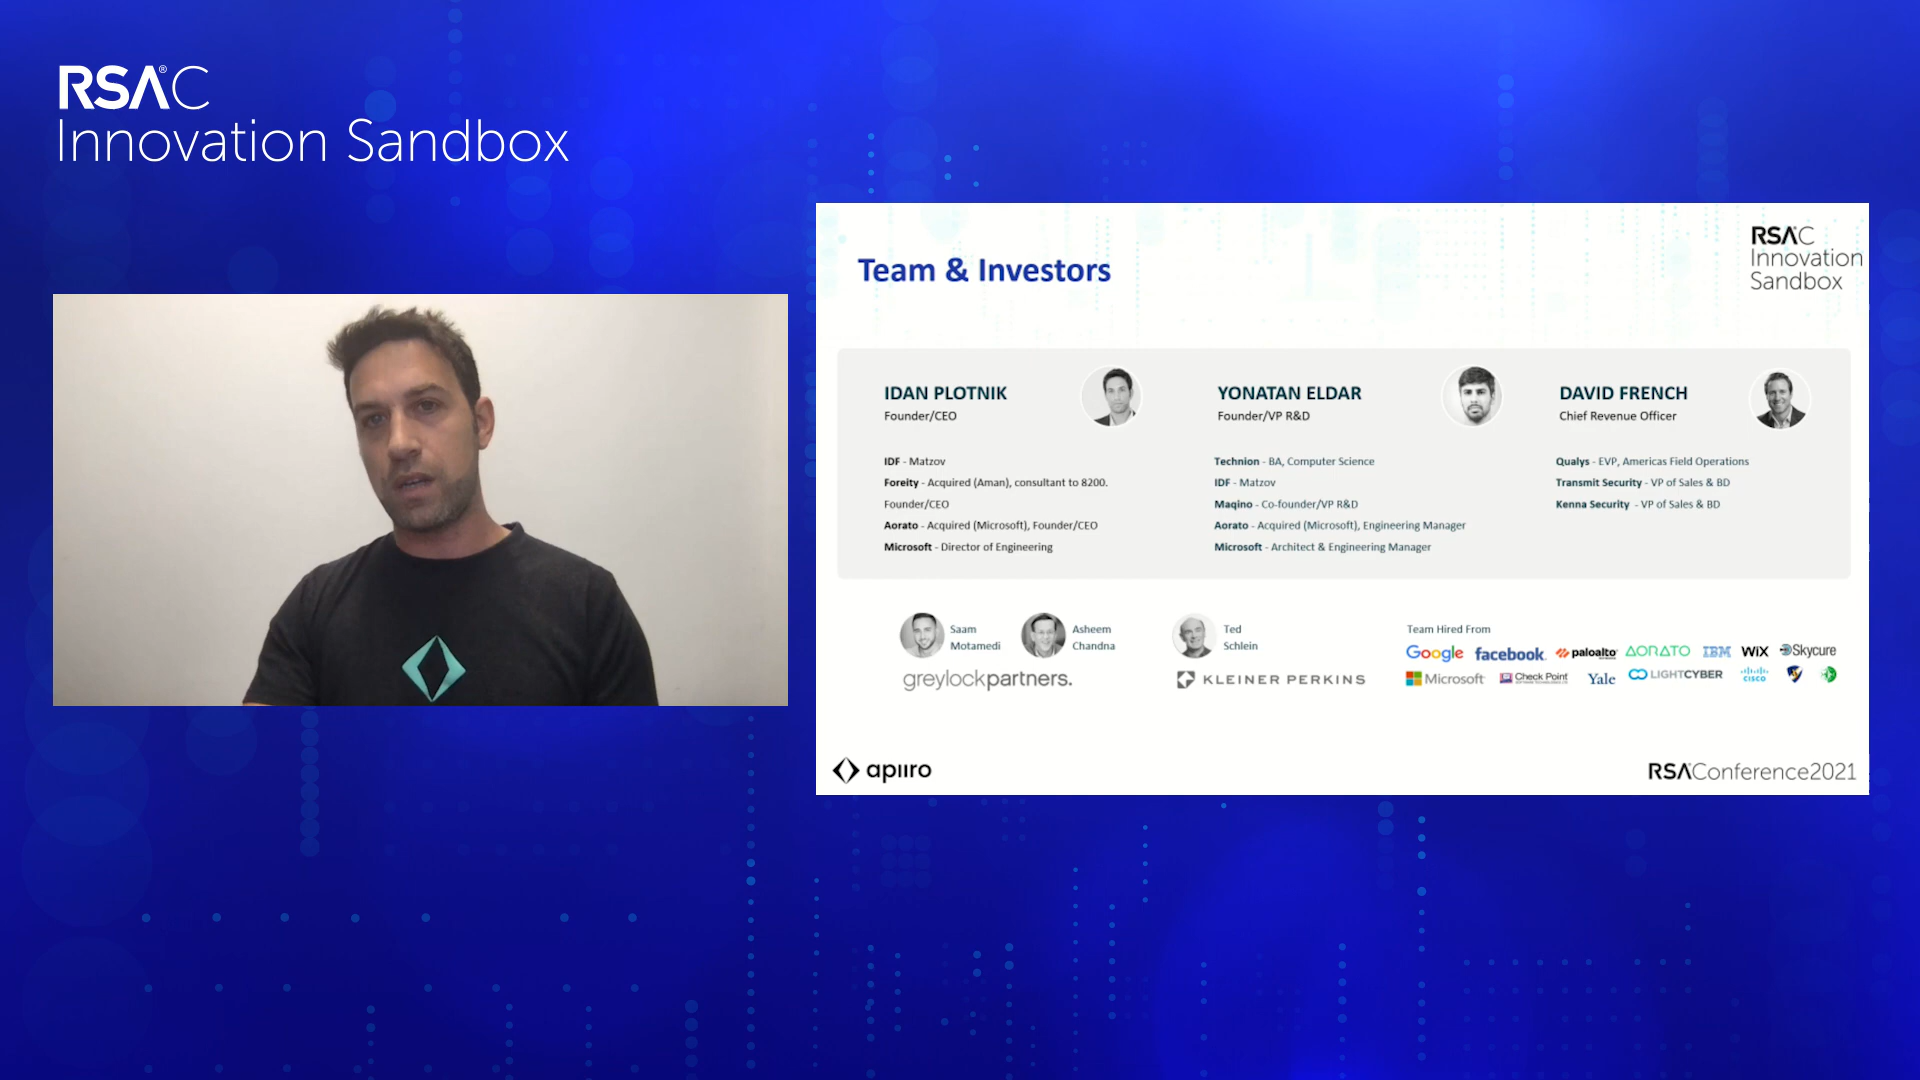 RSA®C
Innovation Sandbox
RSAC
Innovation
Sandbox
Team & Investors
IDAN PLOTNIK
Founder/CEO
IDF - Matzov
Foreity - Acquired (Aman), consultant to 8200.
Founder/CEO
Aorato - Acquired (Microsoft), Founder/CEO
Microsoft - Director of Engineering
YONATAN ELDAR
Founder/VP R&D
Technion - BA, Computer Science
IDF - Matzov
Maqino - Co-founder/VP R&D
Aorato - Acquired (Microsoft), Engineering Manager
Microsoft - Architect & Engineering Manager
DAVID FRENCH
Chief Revenue Officer
Qualys - EVP, Americas Field Operations
Transmit Security - VP of Sales & BD
Kenna Security - VP of Sales & BD
Saam
Motamedi
Asheem
Chandna
greylockpartners.
Ted
Schlein
KLEINER PERKINS
Team Hired From
Google facebook. paloalto AORATO IBM WiX Skycure
Microsoft Check Point Yale LIGHTCYBER CISCO
apiiro
RSAConference2021